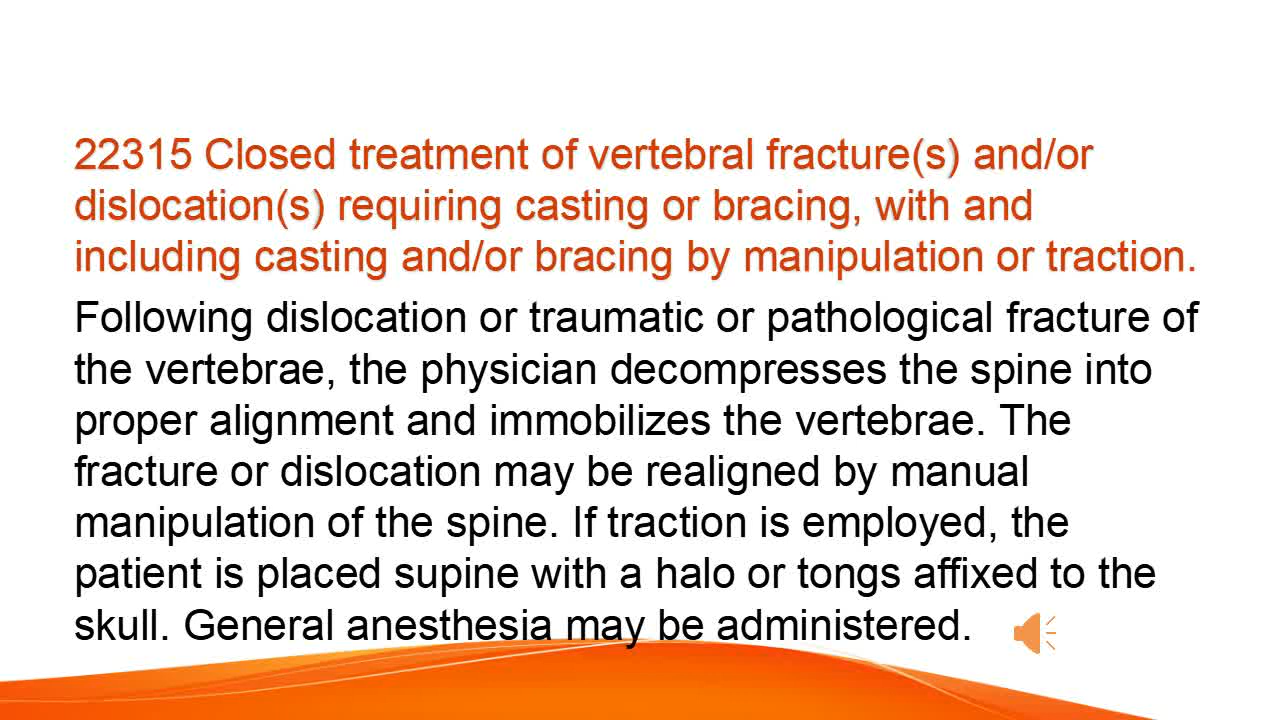 22315 Closed treatment of vertebral fracture(s) and/or
dislocation(s) requiring casting or bracing, with and
including casting and/or bracing by manipulation or traction.
Following dislocation or traumatic or pathological fracture of
the vertebrae, the physician decompresses the spine into
proper alignment and immobilizes the vertebrae. The
fracture or dislocation may be realigned by manual
manipulation of the spine. If traction is employed, the
patient is placed supine with a halo or tongs affixed to the
skull. General anesthesia may be administered.